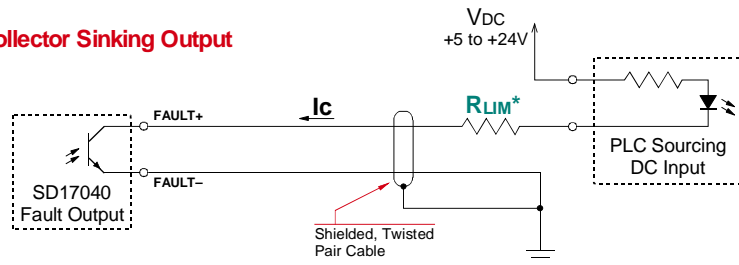 ollector Sinking Output
VDC
+5 to +24V
FAULT+
Ic
RLIM*
PLC Sourcing
DC Input
FAULT–
SD17040
Fault Output
Shielded, Twisted
Pair Cable